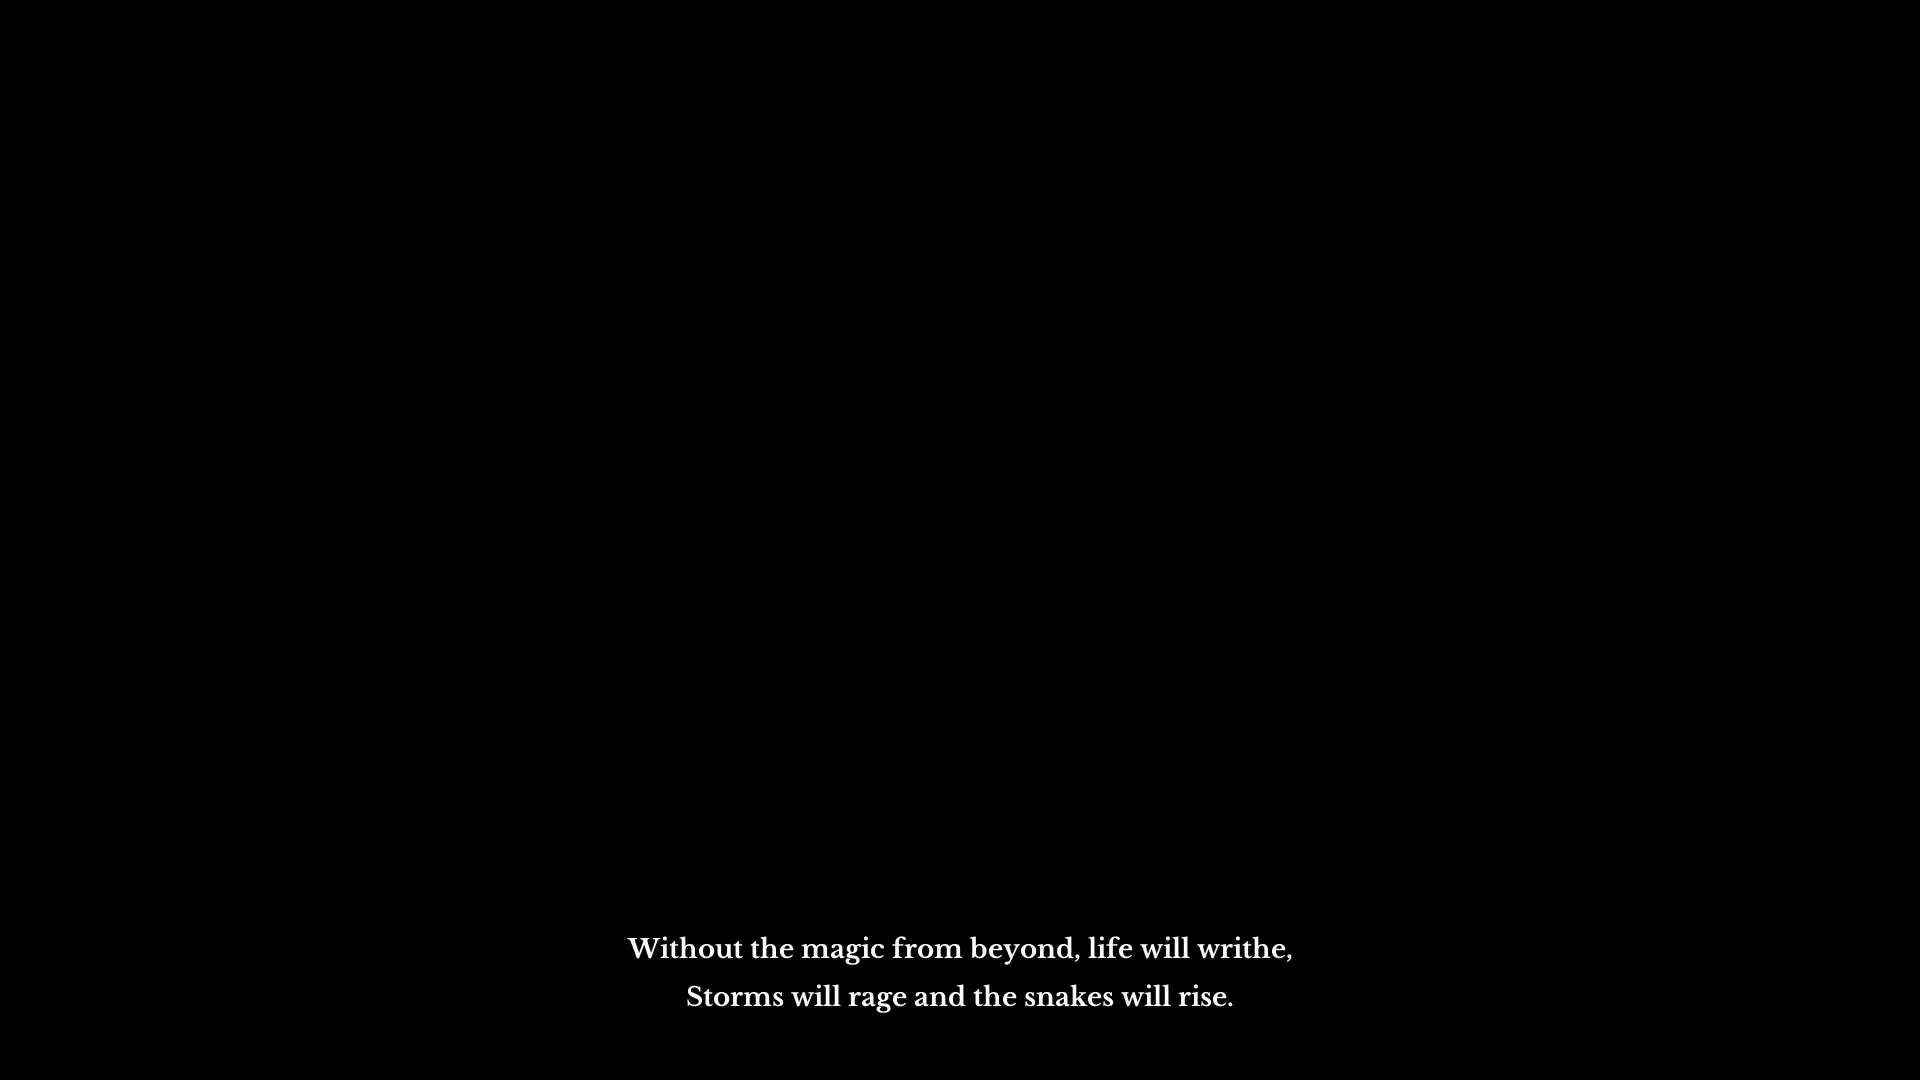 Without the magic from beyond, life will writhe,
Storms will rage and the snakes will rise.